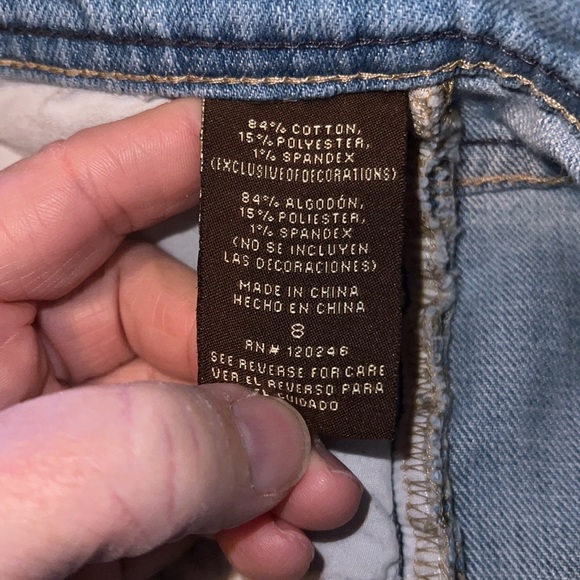 84% COTTON,
15% POLYESTER,
1% SPANDEX
(EXCLUSIVEOFDECORATIONS)
84% ALGODÓN,
15% POLIESTER,
1% SPANDEX
(NO SE INCLUYEN
LAS DECORACIONES)
MADE IN CHINA
HECHO EN CHINA
8
RN# 120246
SEE REVERSE FOR CARE
VER EL REVERSO PARA
EL CUIDADO